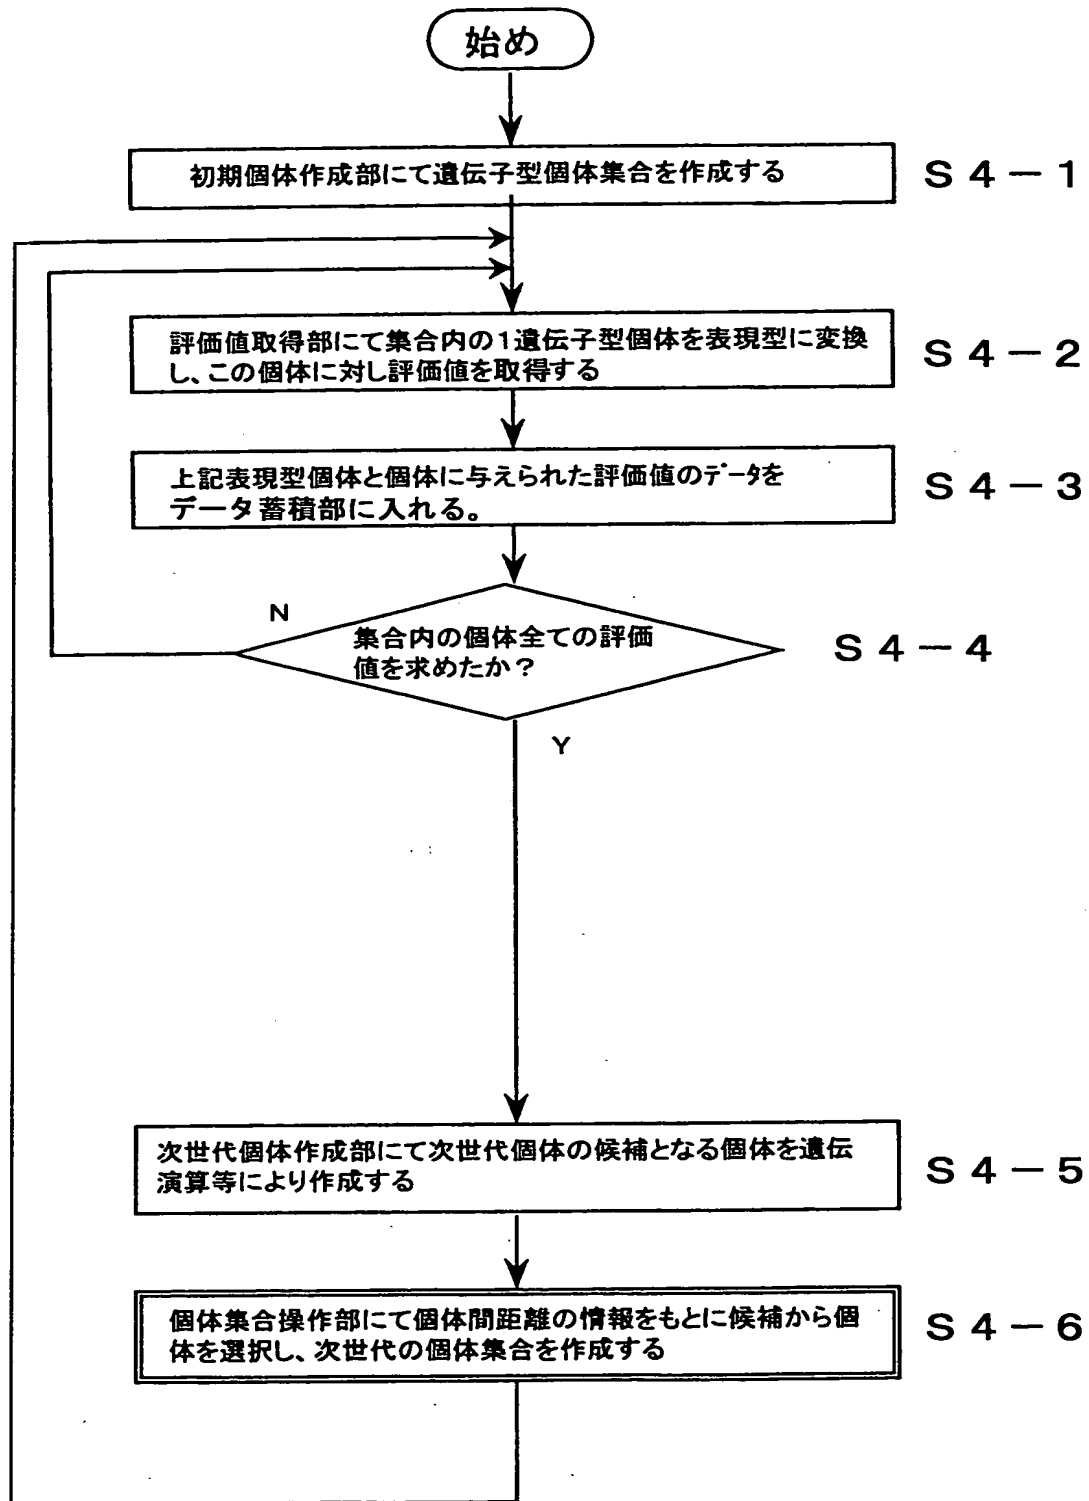 始め
初期個体作成部にて遺伝子型個体集合を作成する
S4−1
評価値取得部にて集合内の1遺伝子型個体を表現型に変換
し、この個体に対し評価値を取得する
S4−2
上記表現型個体と個体に与えられた評価値のデータを
データ蓄積部に入れる。
S4−3
N
集合内の個体全ての評価
値を求めたか？
S4−4
Y
次世代個体作成部にて次世代個体の候補となる個体を遺伝
演算等により作成する
S4−5
個体集合操作部にて個体間距離の情報をもとに候補から個
体を選択し、次世代の個体集合を作成する
S4−6